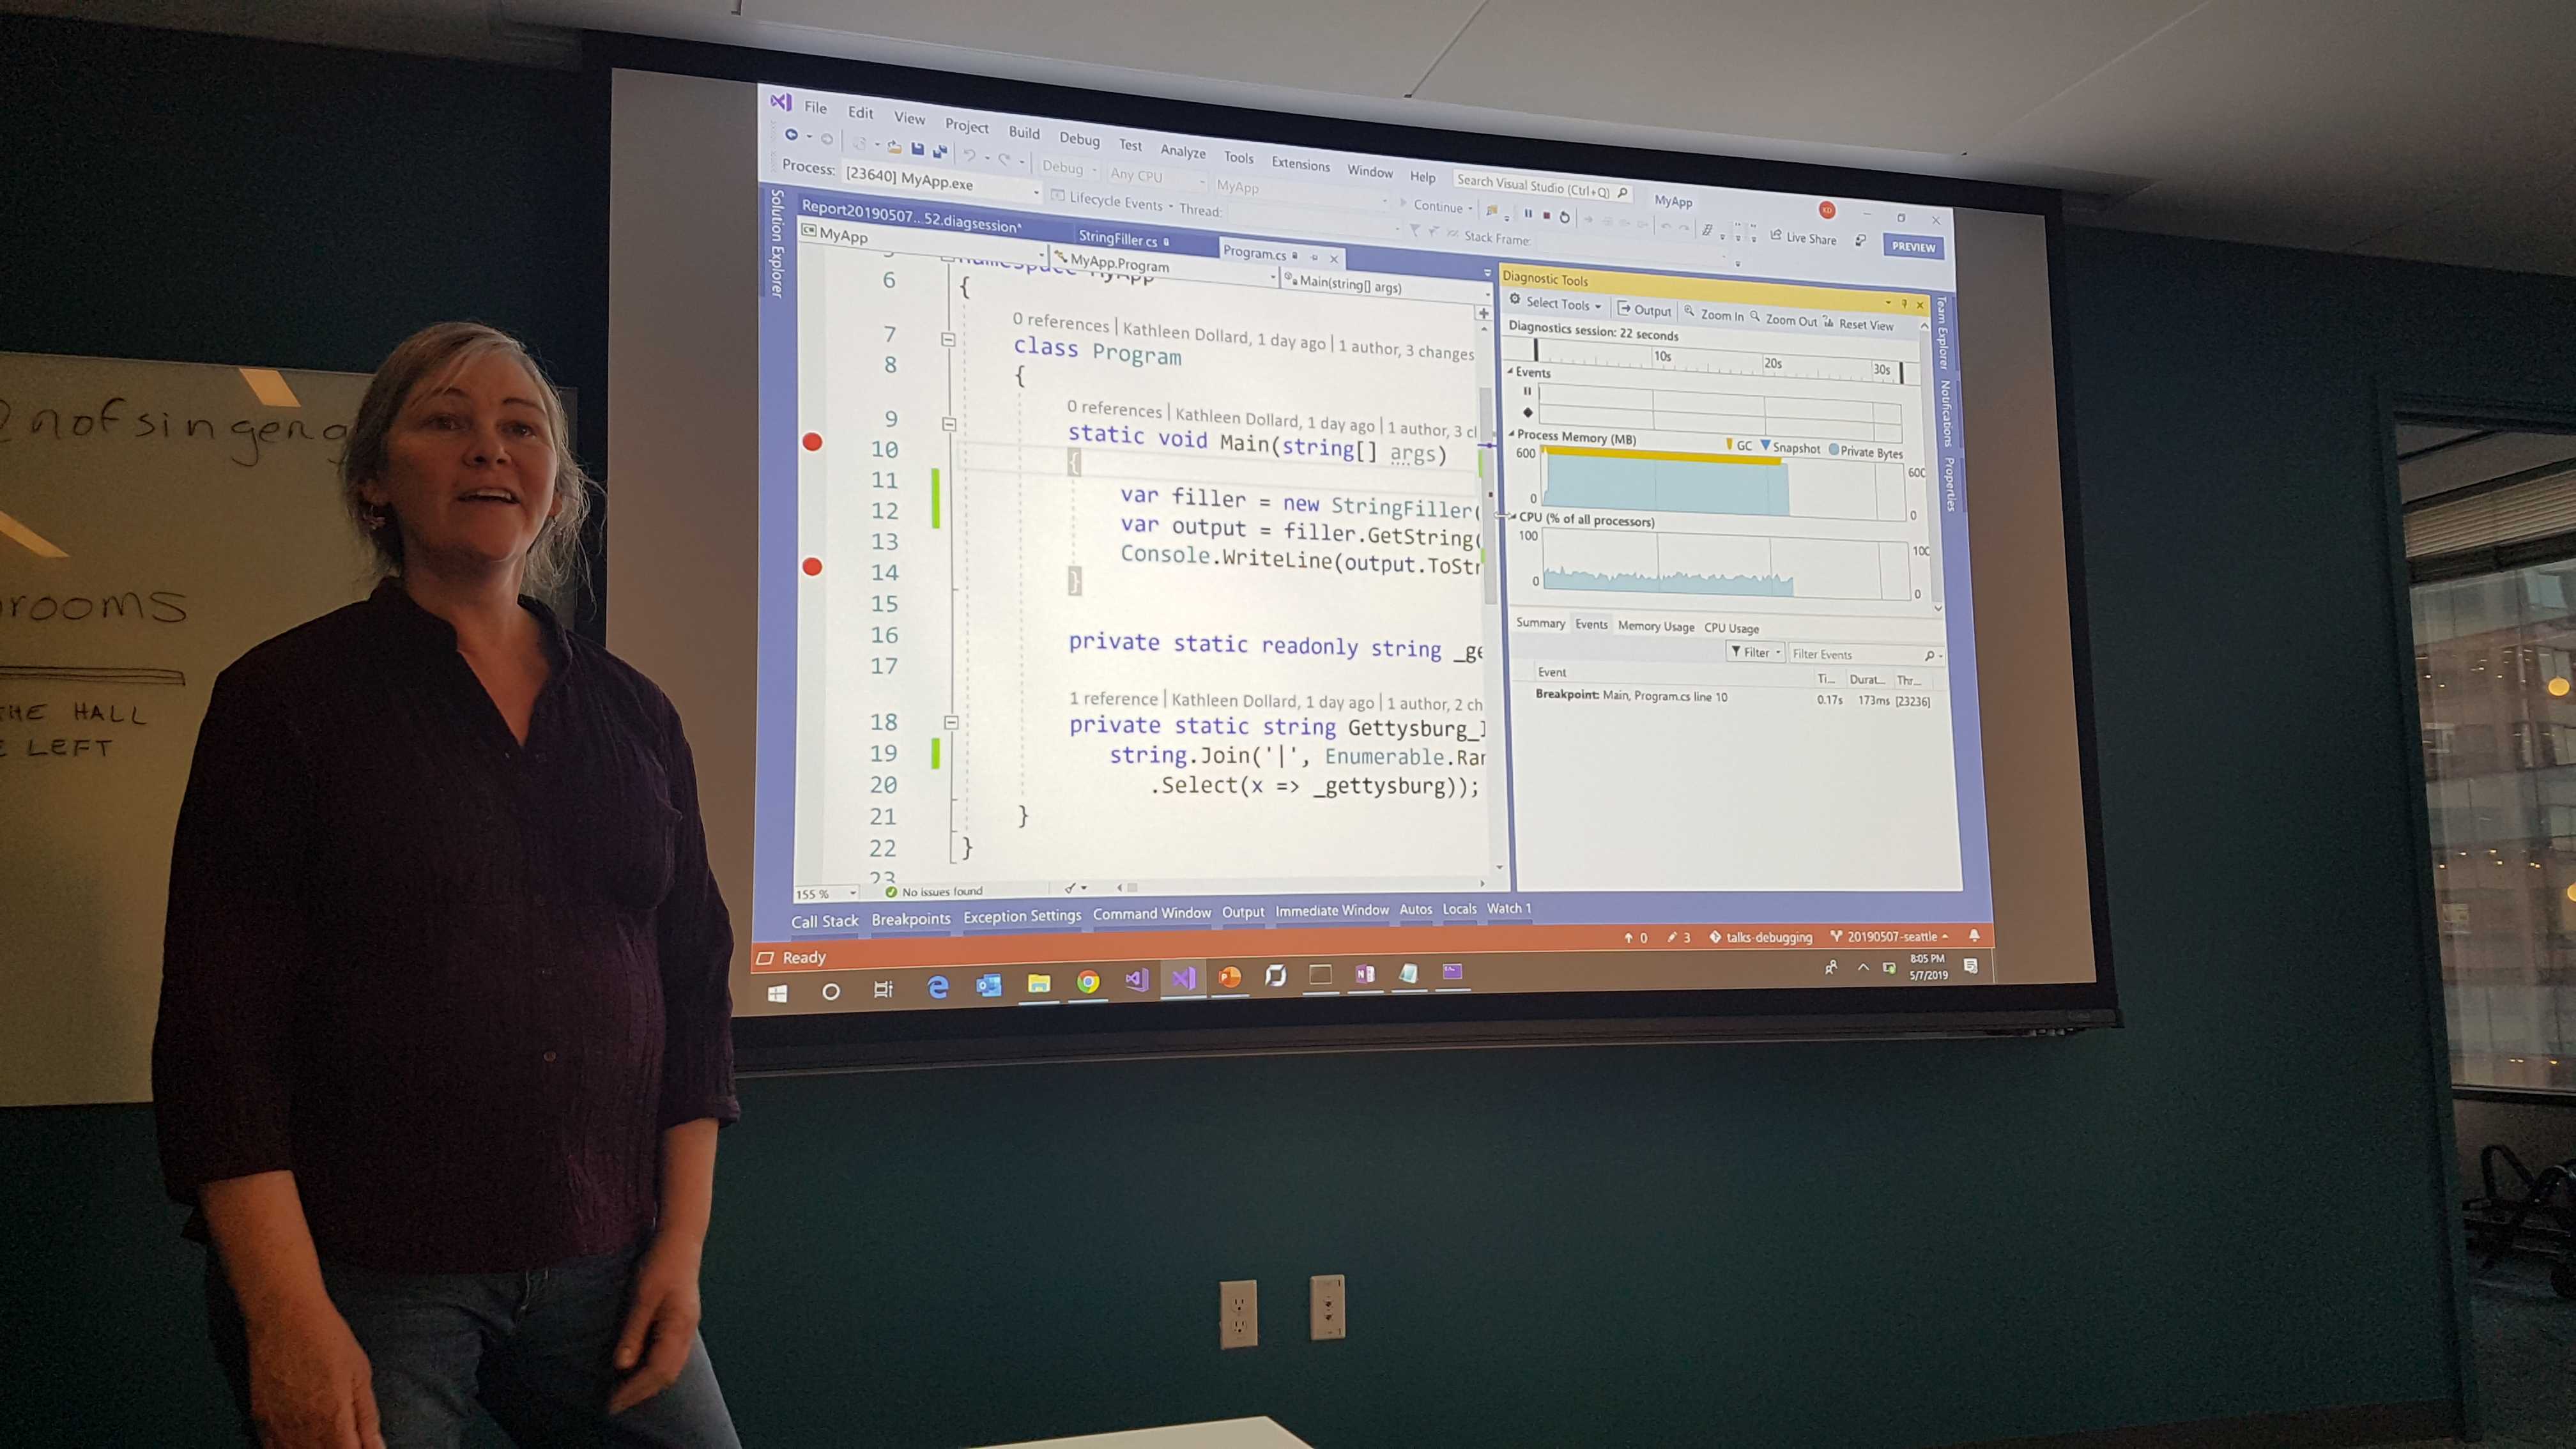 nofsingerg
rooms
THE HALL
LEFT
File Edit View Project Build Debug Test Analyze Tools Extensions Window Help Search Visual Studio (Ctrl+Q) MyApp KD
Debug Any CPU MyApp Continue Live Share PREVIEW
Process: [23640] MyApp.exe Lifecycle Events Thread: Stack Frame:
Solution Explorer
Report20190507...52.diagsession* StringFiller.cs Program.cs
MyApp MyApp.Program Main(string[] args)
namespace MyApp
6 {
0 references | Kathleen Dollard, 1 day ago | 1 author, 3 changes
7 class Program
8 {
0 references | Kathleen Dollard, 1 day ago | 1 author, 3 cl
9 static void Main(string[] args)
10 {
11 var filler = new StringFiller(
12 var output = filler.GetString(
13 Console.WriteLine(output.ToStr
14 }
15
16 private static readonly string _ge
17
1 reference | Kathleen Dollard, 1 day ago | 1 author, 2 ch
18 private static string Gettysburg_
19 string.Join('|', Enumerable.Ran
20 .Select(x => _gettysburg));
21 }
22 }
23
155 % No issues found
Diagnostic Tools
Select Tools Output Zoom In Zoom Out Reset View
Diagnostics session: 22 seconds
10s 20s 30s
Events
Process Memory (MB) GC Snapshot Private Bytes
600 600
0 0
CPU (% of all processors)
100 100
0 0
Summary Events Memory Usage CPU Usage
Filter Filter Events
Event Ti... Durat... Thr...
Breakpoint: Main, Program.cs line 10 0.17s 173ms [23236]
Team Explorer Notifications Properties
Call Stack Breakpoints Exception Settings Command Window Output Immediate Window Autos Locals Watch 1
Ready 0 3 talks-debugging 20190507-seattle
8:05 PM
5/7/2019